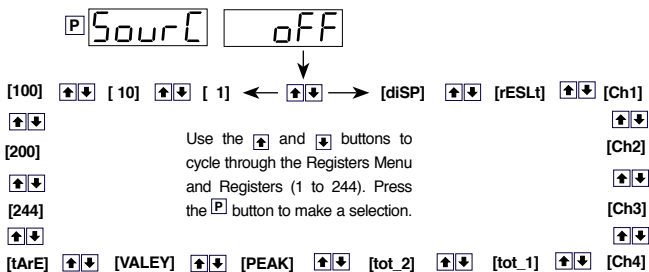 P SourC oFF
[100] [ 10] [ 1] [diSP] [rESLt] [Ch1]
[200] [Ch2]
Use the and buttons to
cycle through the Registers Menu
and Registers (1 to 244). Press
the P button to make a selection.
[244] [Ch3]
[tArE] [VALEY] [PEAK] [tot_2] [tot_1] [Ch4]